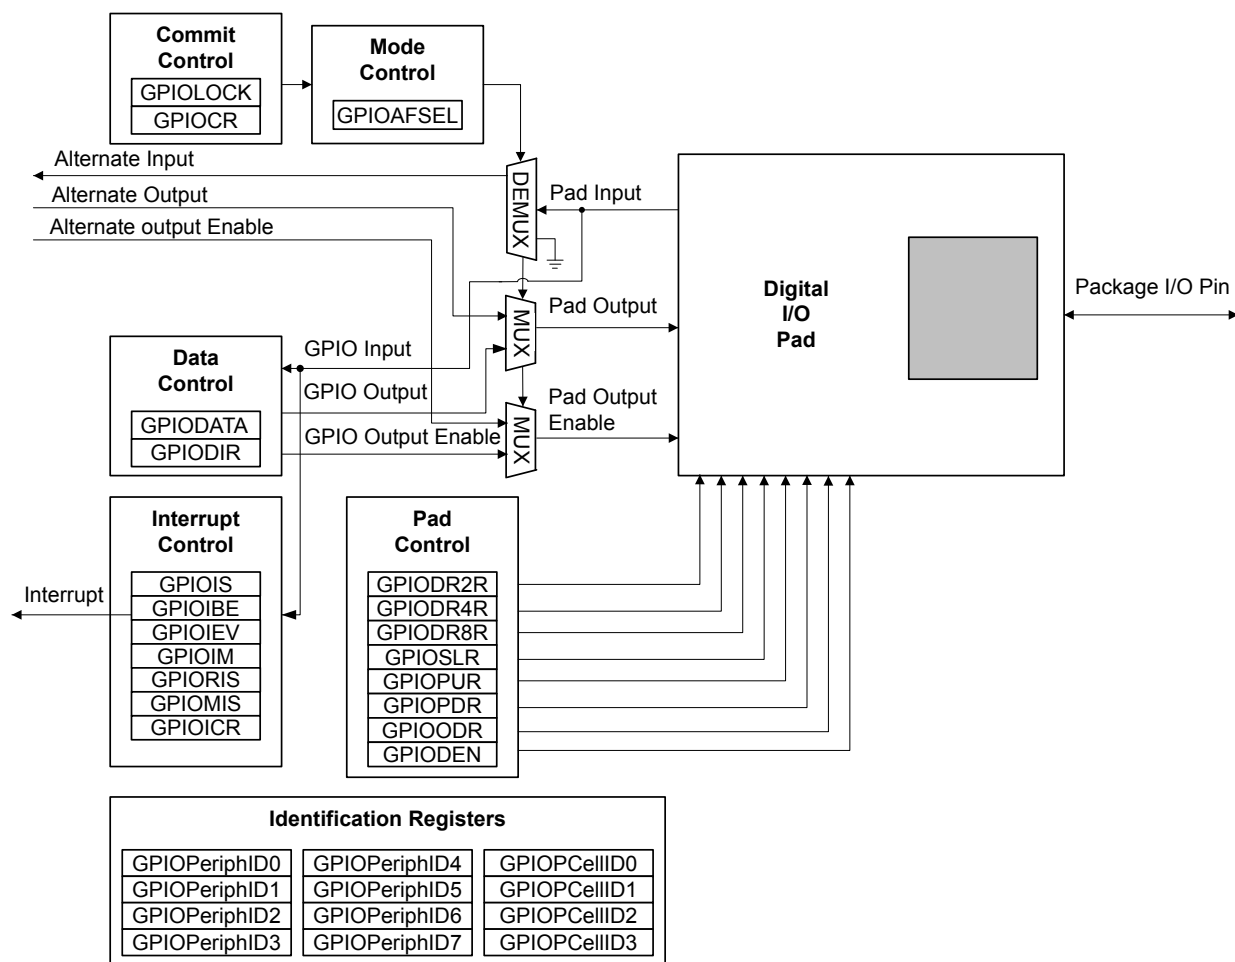 Commit
Control
GPIOLOCK
GPIOCR
Mode
Control
GPIOAFSEL
Alternate Input
Alternate Output
Alternate output Enable
DEMUX
Pad Input
MUX
Pad Output
MUX
Pad Output
Enable
Digital
I/O
Pad
Package I/O Pin
Data
Control
GPIODATA
GPIODIR
GPIO Input
GPIO Output
GPIO Output Enable
Interrupt
Control
GPIOIS
GPIOIBE
GPIOIEV
GPIOIM
GPIORIS
GPIOMIS
GPIOICR
Interrupt
Pad
Control
GPIODR2R
GPIODR4R
GPIODR8R
GPIOSLR
GPIOPUR
GPIOPDR
GPIOODR
GPIODEN
Identification Registers
GPIOPeriphID0
GPIOPeriphID1
GPIOPeriphID2
GPIOPeriphID3
GPIOPeriphID4
GPIOPeriphID5
GPIOPeriphID6
GPIOPeriphID7
GPIOPCellID0
GPIOPCellID1
GPIOPCellID2
GPIOPCellID3